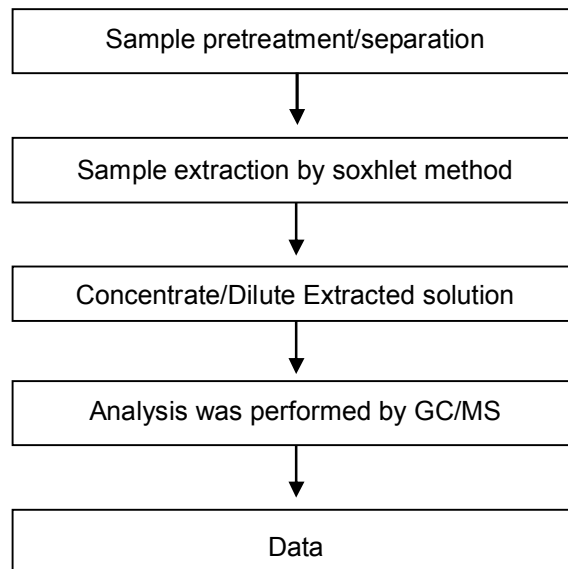 Sample pretreatment/separation
Sample extraction by soxhlet method
Concentrate/Dilute Extracted solution
Analysis was performed by GC/MS
Data